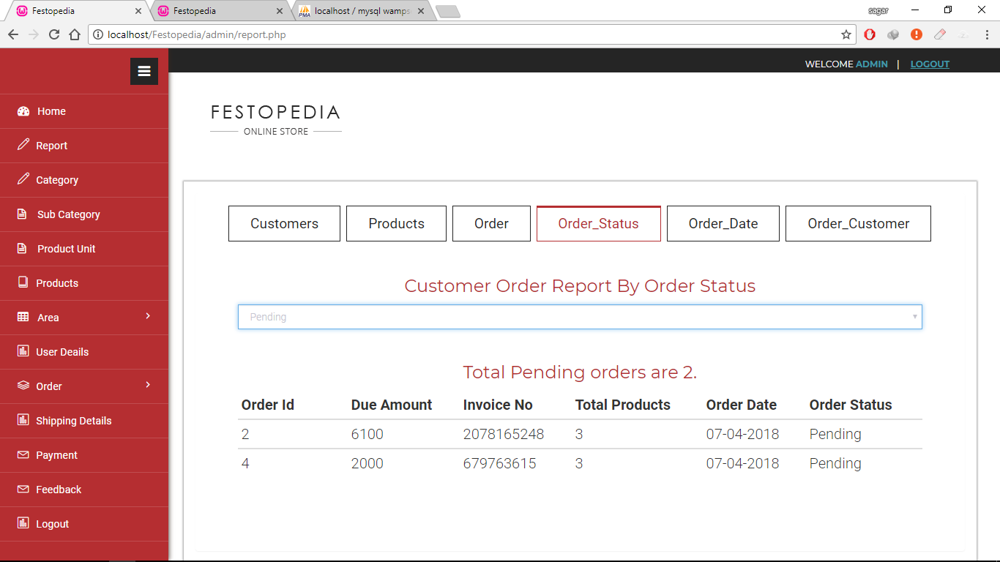 Festopedia
Festopedia
localhost / mysql wamps
sagar
localhost/Festopedia/admin/report.php
WELCOME ADMIN | LOGOUT
Home
Report
Category
Sub Category
Product Unit
Products
Area
User Deails
Order
Shipping Details
Payment
Feedback
Logout
FESTOPEDIA
ONLINE STORE
Customers Products Order Order_Status Order_Date Order_Customer
Customer Order Report By Order Status
Pending
Total Pending orders are 2.
Order Id Due Amount Invoice No Total Products Order Date Order Status
2 6100 2078165248 3 07-04-2018 Pending
4 2000 679763615 3 07-04-2018 Pending